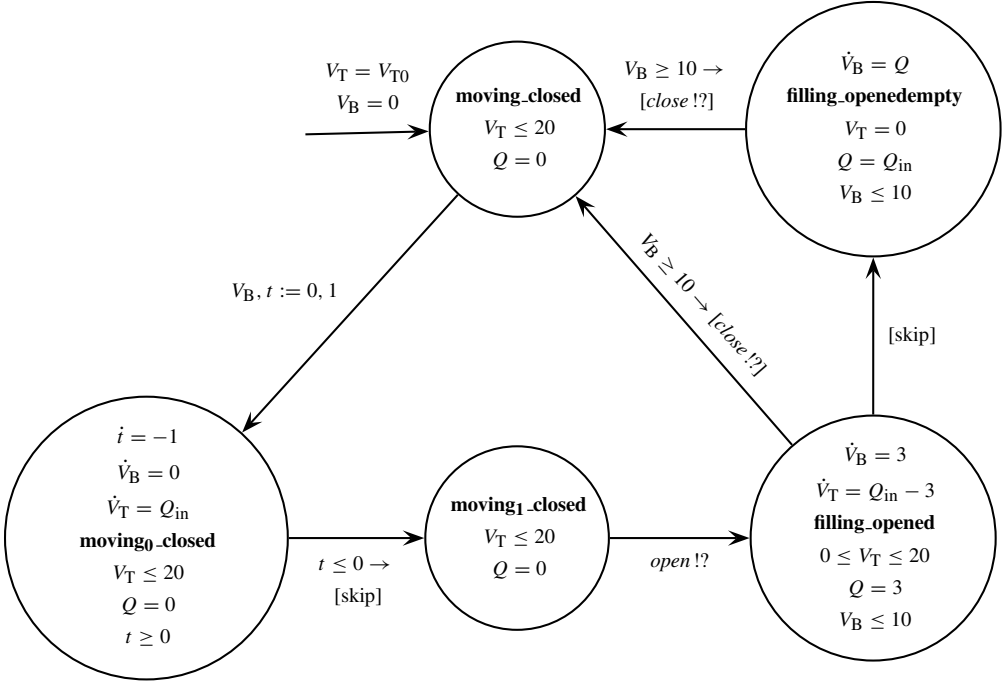 V_T = V_T0
V_B = 0
moving_closed
V_T ≤ 20
Q = 0
V_B ≥ 10 →
[close !?]
V̇_B = Q
filling_openedempty
V_T = 0
Q = Q_in
V_B ≤ 10
V_B, t := 0, 1
V_B ≥ 10 → [close !?]
[skip]
ṫ = −1
V̇_B = 0
V̇_T = Q_in
moving₀_closed
V_T ≤ 20
Q = 0
t ≥ 0
t ≤ 0 →
[skip]
moving₁_closed
V_T ≤ 20
Q = 0
open !?
V̇_B = 3
V̇_T = Q_in − 3
filling_opened
0 ≤ V_T ≤ 20
Q = 3
V_B ≤ 10